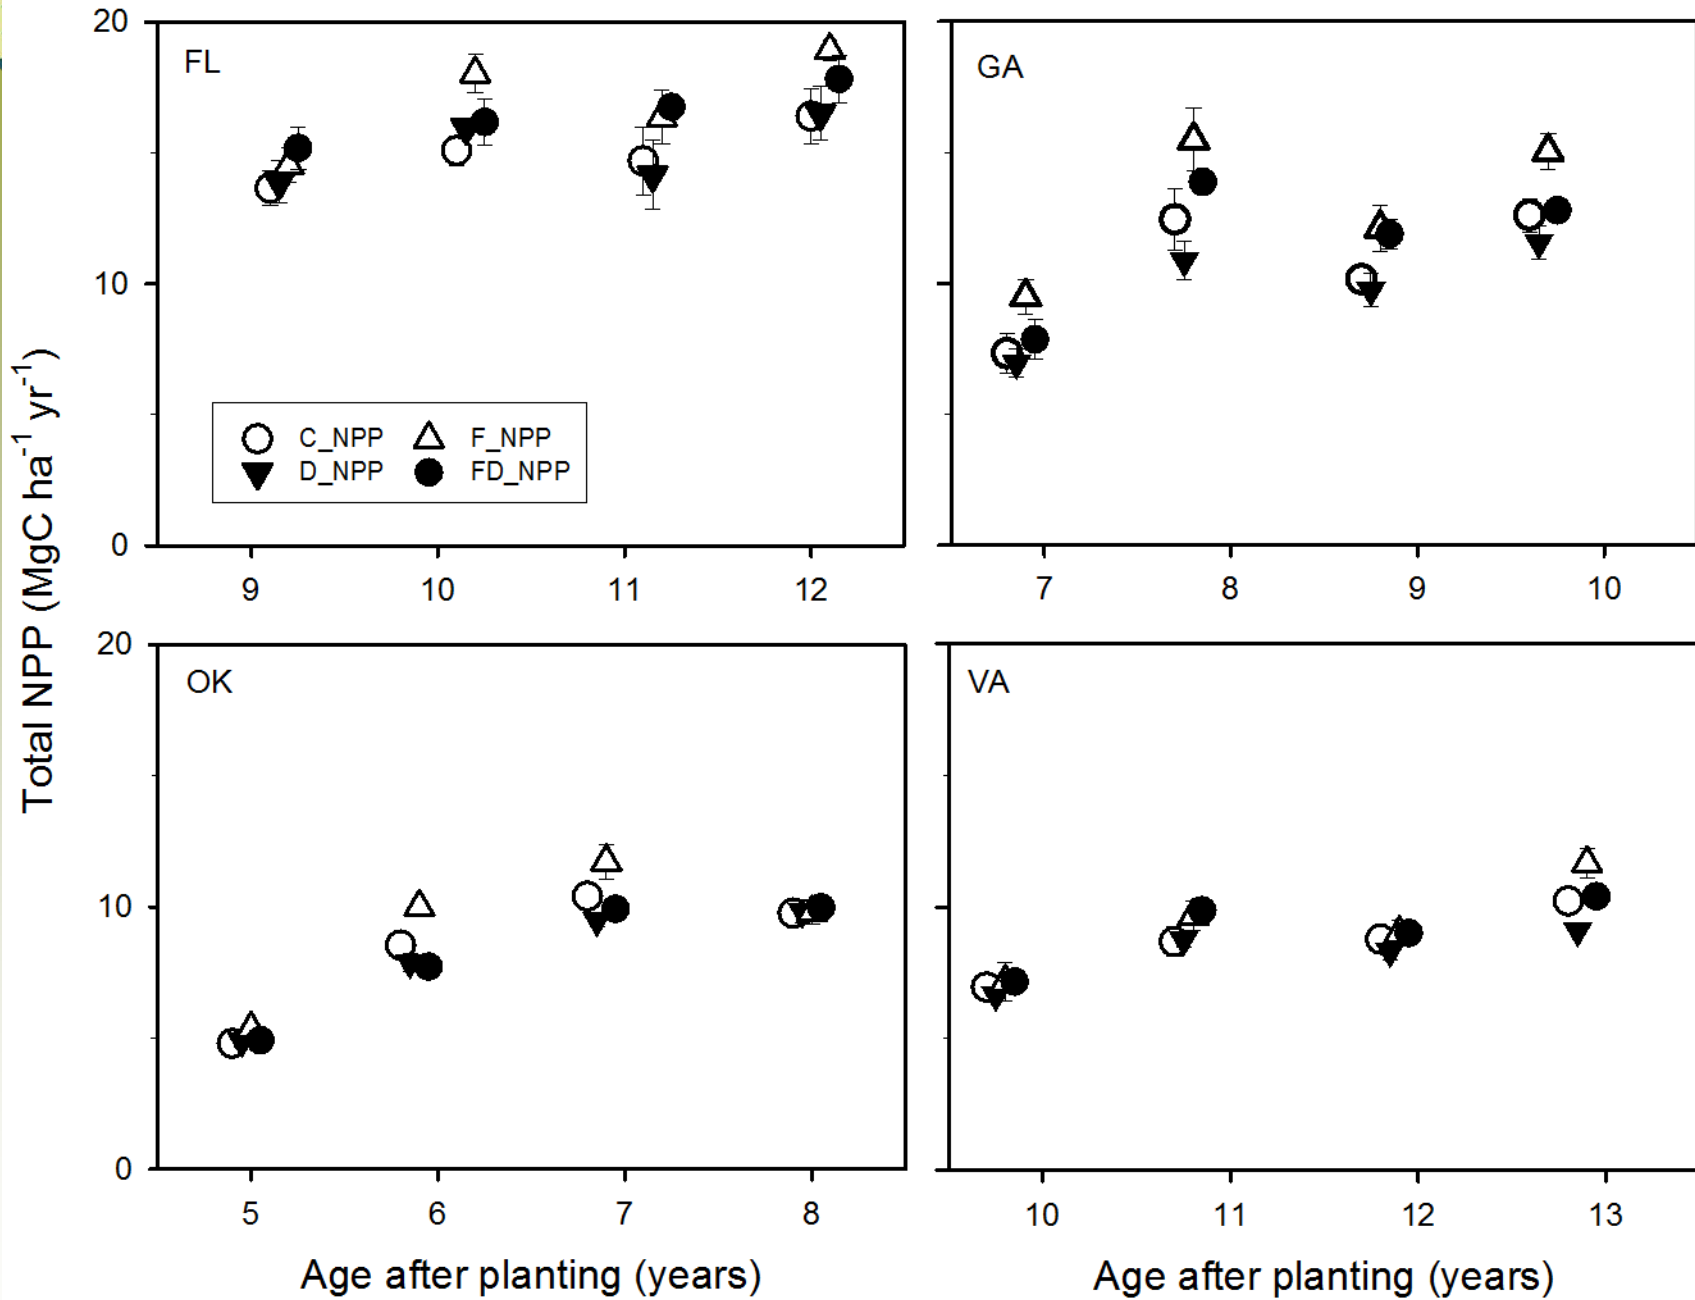 Total NPP (MgC ha⁻¹ yr⁻¹)
20
10
0
FL
C_NPP F_NPP
D_NPP FD_NPP
9 10 11 12
GA
7 8 9 10
20
10
0
OK
5 6 7 8
Age after planting (years)
VA
10 11 12 13
Age after planting (years)